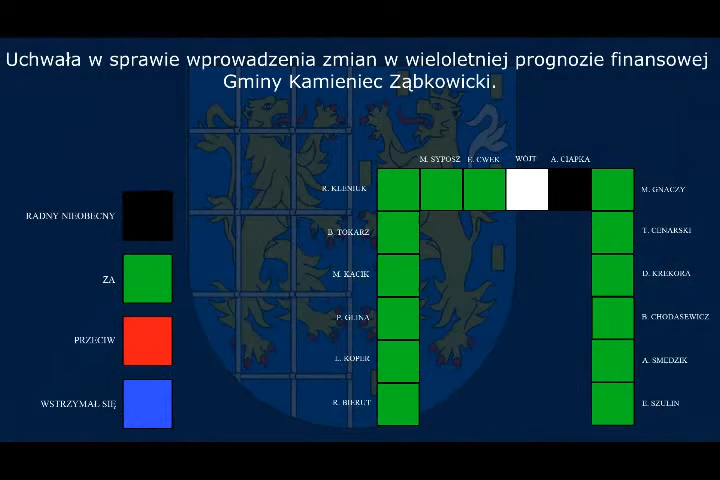 Uchwała w sprawie wprowadzenia zmian w wieloletniej prognozie finansowej
Gminy Kamieniec Ząbkowicki.
M. SYPOSZ E. CWEK WÓJT A. CIAPKA
RADNY NIEOBECNY
ZA
PRZECIW
WSTRZYMAŁ SIĘ
R. KLENIUK
B. TOKARZ
M. KACIK
P. GLINA
L. KOPER
R. BIERUT
M. GNACZY
T. CENARSKI
D. KREKORA
B. CHODASEWICZ
A. SMEDZIK
E. SZULIN